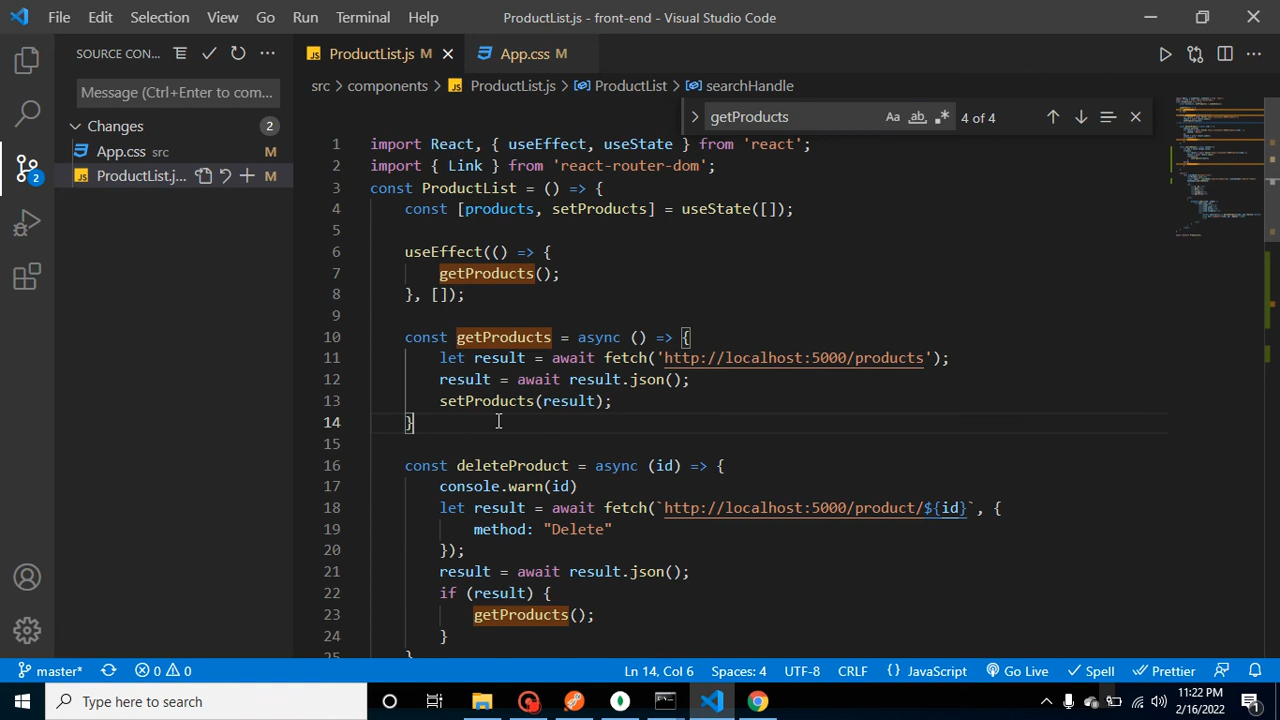 File Edit Selection View Go Run Terminal Help ProductList.js - front-end - Visual Studio Code
SOURCE CON...
JS ProductList.js M App.css M
Message (Ctrl+Enter to com...
src > components > JS ProductList.js > ProductList > searchHandle
Changes 2
getProducts Aa ab 4 of 4
App.css src M
JS ProductList.j... M
1 import React, { useEffect, useState } from 'react';
2 import { Link } from 'react-router-dom';
3 const ProductList = () => {
4 const [products, setProducts] = useState([]);
5
6 useEffect(() => {
7 getProducts();
8 }, []);
9
10 const getProducts = async () => {
11 let result = await fetch('http://localhost:5000/products');
12 result = await result.json();
13 setProducts(result);
14 }
15
16 const deleteProduct = async (id) => {
17 console.warn(id)
18 let result = await fetch(`http://localhost:5000/product/${id}`, {
19 method: "Delete"
20 });
21 result = await result.json();
22 if (result) {
23 getProducts();
24 }
25 }
2
master* 0 0 Ln 14, Col 6 Spaces: 4 UTF-8 CRLF { } JavaScript Go Live Spell Prettier
Type here to search
11:22 PM
2/16/2022
1